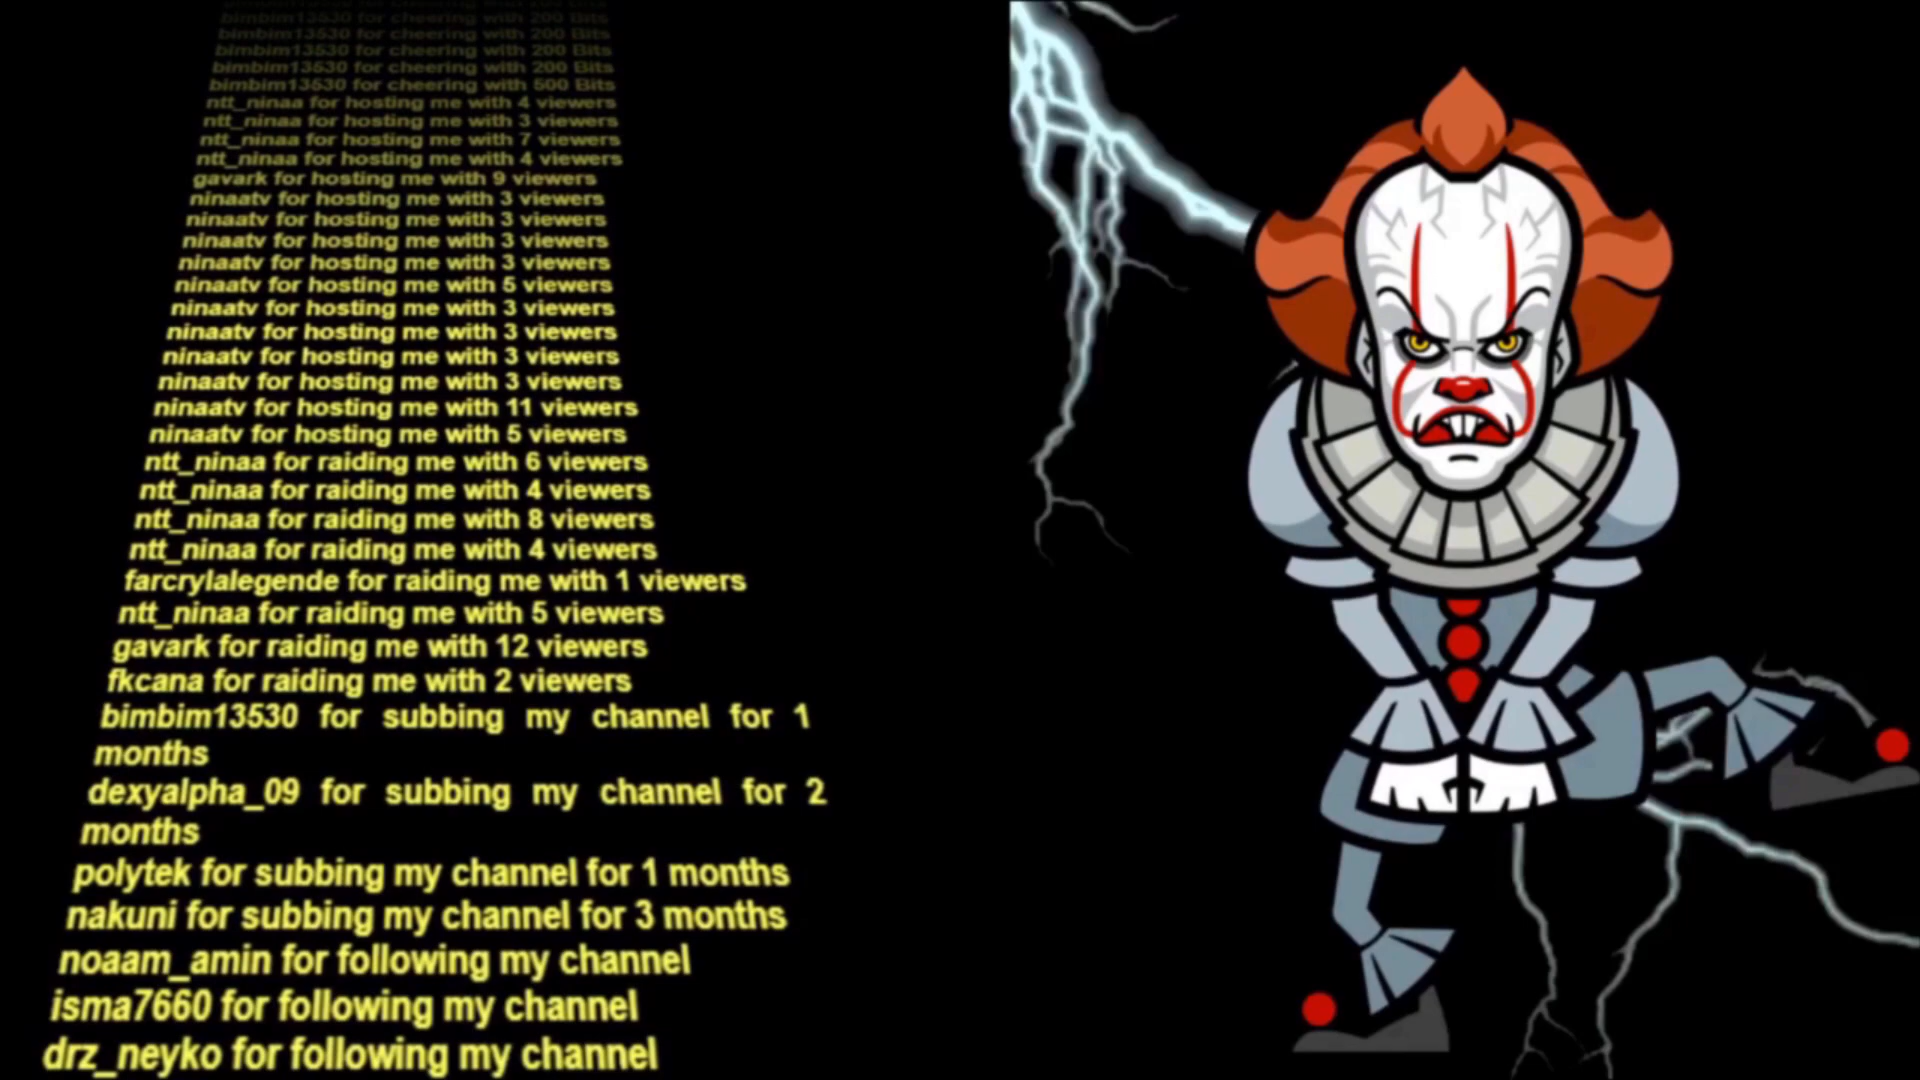 bimbim13530 for cheering with 200 Bits
bimbim13530 for cheering with 200 Bits
bimbim13530 for cheering with 200 Bits
bimbim13530 for cheering with 200 Bits
bimbim13530 for cheering with 500 Bits
ntt_ninaa for hosting me with 4 viewers
ntt_ninaa for hosting me with 3 viewers
ntt_ninaa for hosting me with 7 viewers
ntt_ninaa for hosting me with 4 viewers
gavark for hosting me with 9 viewers
ninaatv for hosting me with 3 viewers
ninaatv for hosting me with 3 viewers
ninaatv for hosting me with 3 viewers
ninaatv for hosting me with 3 viewers
ninaatv for hosting me with 5 viewers
ninaatv for hosting me with 3 viewers
ninaatv for hosting me with 3 viewers
ninaatv for hosting me with 3 viewers
ninaatv for hosting me with 3 viewers
ninaatv for hosting me with 11 viewers
ninaatv for hosting me with 5 viewers
ntt_ninaa for raiding me with 6 viewers
ntt_ninaa for raiding me with 4 viewers
ntt_ninaa for raiding me with 8 viewers
ntt_ninaa for raiding me with 4 viewers
farcrylalegende for raiding me with 1 viewers
ntt_ninaa for raiding me with 5 viewers
gavark for raiding me with 12 viewers
fkcana for raiding me with 2 viewers
bimbim13530 for subbing my channel for 1
months
dexyalpha_09 for subbing my channel for 2
months
polytek for subbing my channel for 1 months
nakuni for subbing my channel for 3 months
noaam_amin for following my channel
isma7660 for following my channel
drz_neyko for following my channel